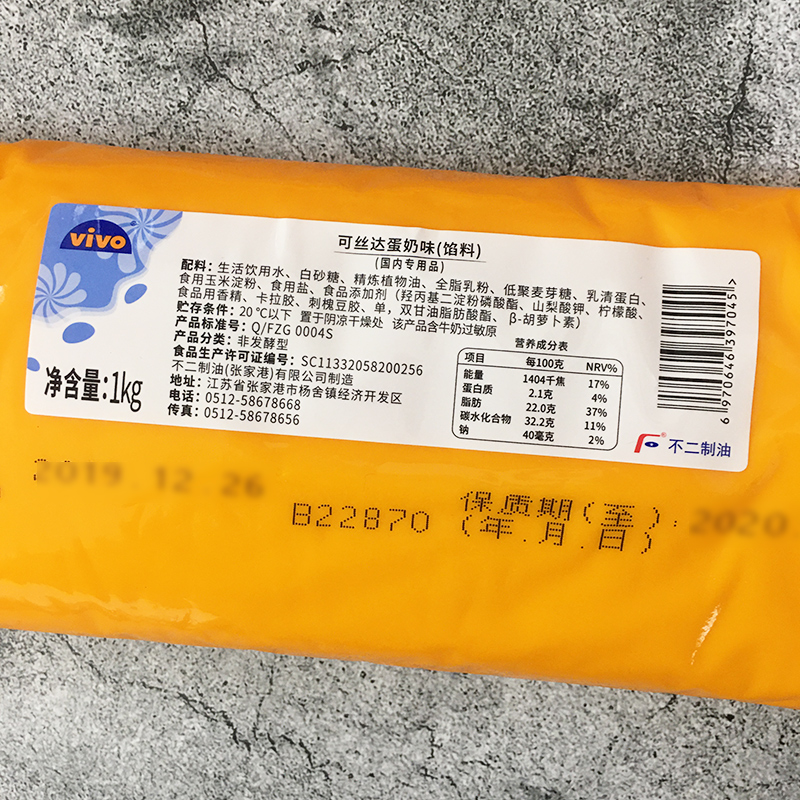 vivo
可丝达蛋奶味(馅料)
(国内专用品)
配料：生活饮用水、白砂糖、精炼植物油、全脂乳粉、低聚麦芽糖、乳清蛋白、
食用玉米淀粉、食用盐、食品添加剂（羟丙基二淀粉磷酸酯、山梨酸钾、柠檬酸、
食品用香精、卡拉胶、刺槐豆胶、单，双甘油脂肪酸酯、β-胡萝卜素）
贮存条件：20℃以下 置于阴凉干燥处 该产品含牛奶过敏原
产品标准号：Q/FZG 0004S
产品分类：非发酵型
食品生产许可证编号：SC11332058200256
不二制油(张家港)有限公司制造
地址：江苏省张家港市杨舍镇经济开发区
电话：0512-58678668
传真：0512-58678656
净含量:1kg
营养成分表
项目 每100克 NRV%
能量 1404千焦 17%
蛋白质 2.1克 4%
脂肪 22.0克 37%
碳水化合物 32.2克 11%
钠 40毫克 2%
6 970646 397045
不二制油
2019 12 26
B22870
保质期(至):
(年.月.日)
2020